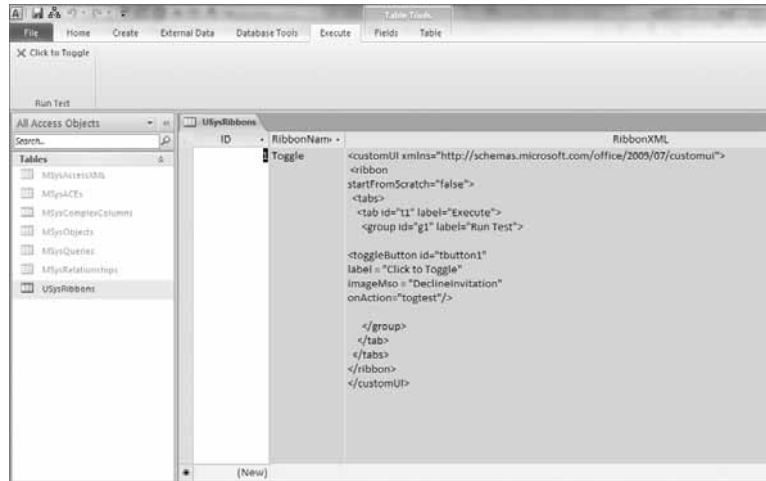 A
Table Tools
File Home Create External Data Database Tools Execute Fields Table
Click to Toggle
Run Test
All Access Objects
Search...
Tables
MSysAccessXML
MSysACEs
MSysComplexColumns
MSysObjects
MSysQueries
MSysRelationships
USysRibbons
USysRibbons
ID RibbonNam RibbonXML
1 Toggle
<customUI xmlns="http://schemas.microsoft.com/office/2009/07/customui">
<ribbon
startFromScratch="false">
<tabs>
<tab id="t1" label="Execute">
<group id="g1" label="Run Test">
<toggleButton id="tbutton1"
label = "Click to Toggle"
imageMso = "DeclineInvitation"
onAction="togtest"/>
</group>
</tab>
</tabs>
</ribbon>
</customUI>
(New)